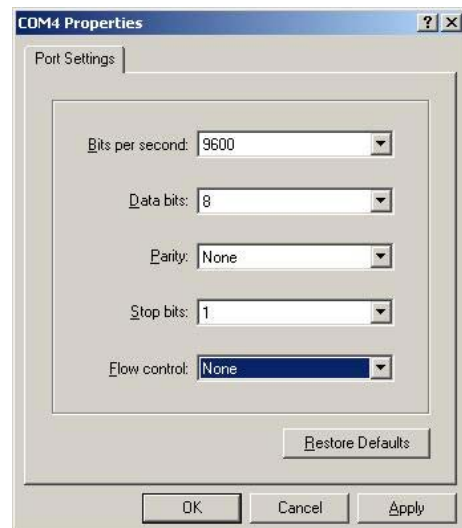 COM4 Properties
Port Settings
Bits per second: 9600
Data bits: 8
Parity: None
Stop bits: 1
Flow control: None
Restore Defaults
OK Cancel Apply